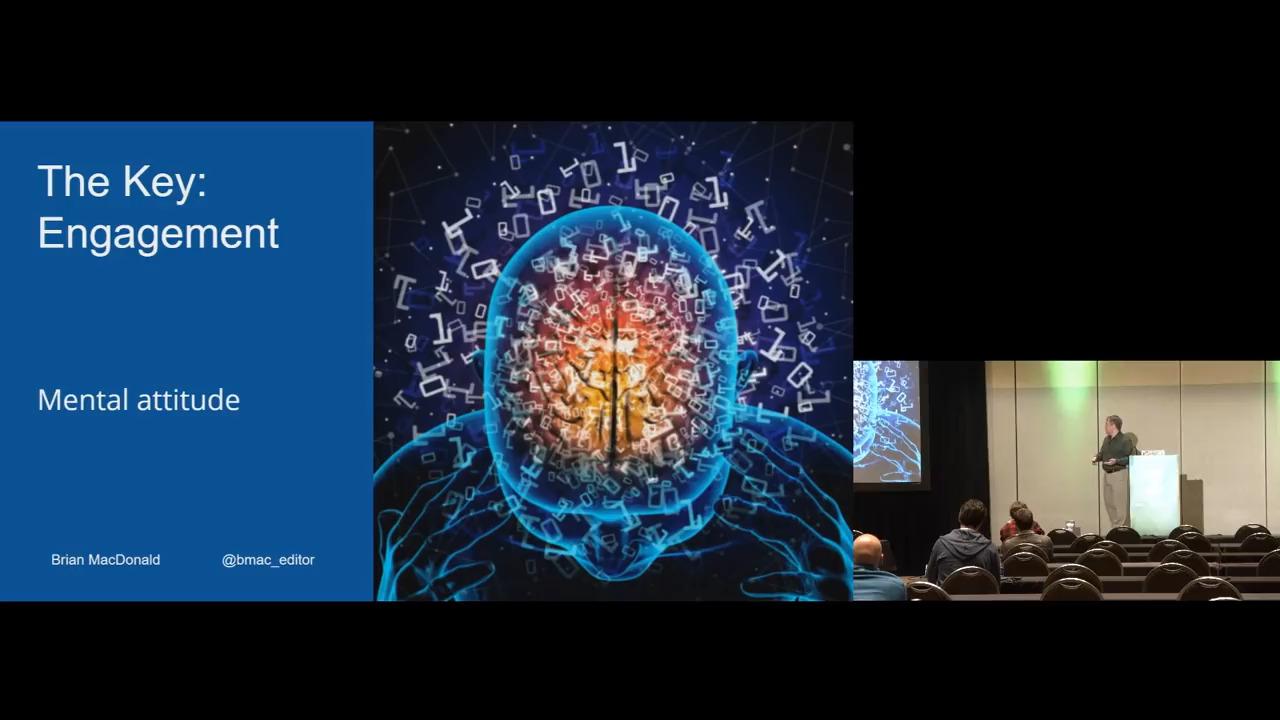 The Key:
Engagement
Mental attitude
Brian MacDonald @bmac_editor